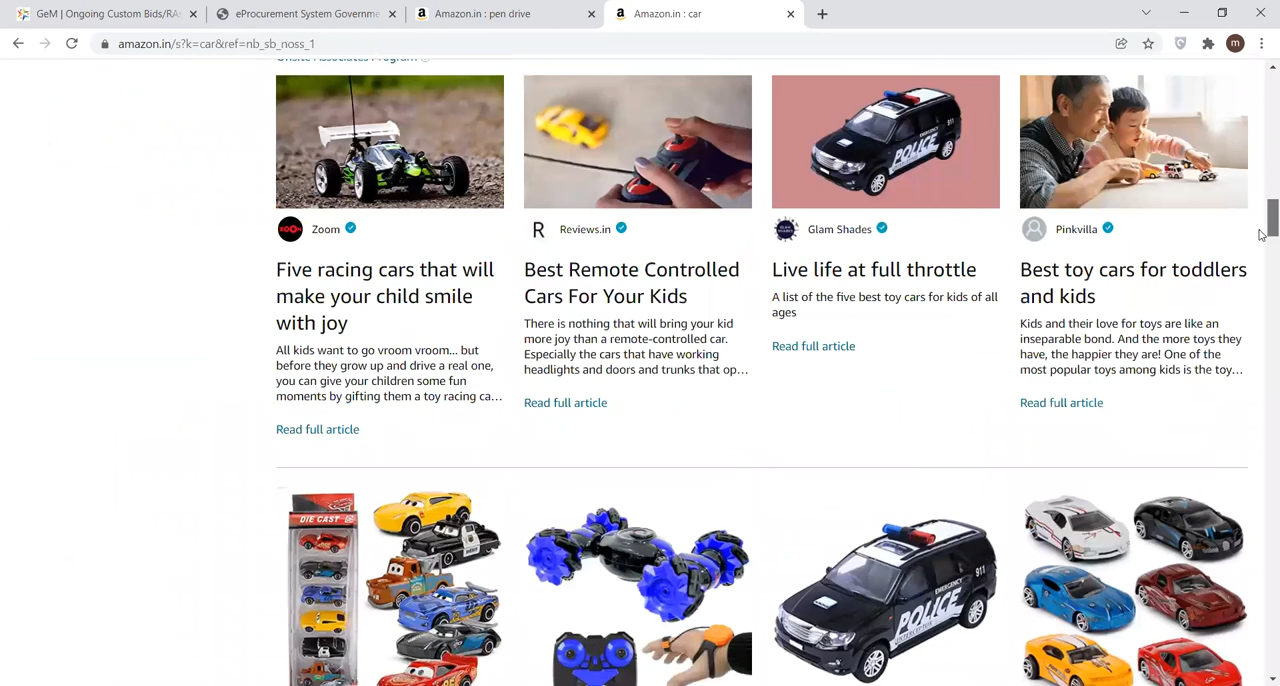 GeM | Ongoing Custom Bids/RAs
eProcurement System Governme
Amazon.in : pen drive
Amazon.in : car
amazon.in/s?k=car&ref=nb_sb_noss_1
m
Onsite Associates Program
ZOOM
Zoom
R
Reviews.in
Glam Shades
Pinkvilla
Five racing cars that will
make your child smile
with joy
All kids want to go vroom vroom... but
before they grow up and drive a real one,
you can give your children some fun
moments by gifting them a toy racing ca…
Read full article
Best Remote Controlled
Cars For Your Kids
There is nothing that will bring your kid
more joy than a remote-controlled car.
Especially the cars that have working
headlights and doors and trunks that op…
Read full article
Live life at full throttle
A list of the five best toy cars for kids of all
ages
Read full article
Best toy cars for toddlers
and kids
Kids and their love for toys are like an
inseparable bond. And the more toys they
have, the happier they are! One of the
most popular toys among kids is the toy…
Read full article
EMERGENCY
911
POLICE
DIE CAST
EMERGENCY
911
POLICE
INTERCEPTOR